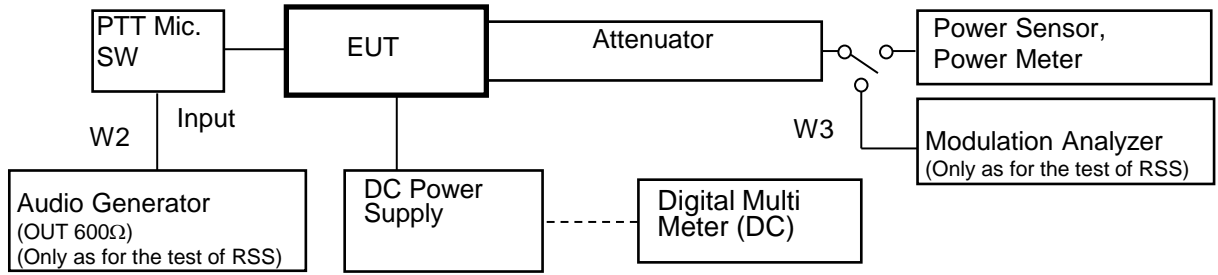 PTT Mic.
SW
EUT
Attenuator
Power Sensor,
Power Meter
W2
Input
W3
Modulation Analyzer
(Only as for the test of RSS)
Audio Generator
(OUT 600Ω)
(Only as for the test of RSS)
DC Power
Supply
Digital Multi
Meter (DC)